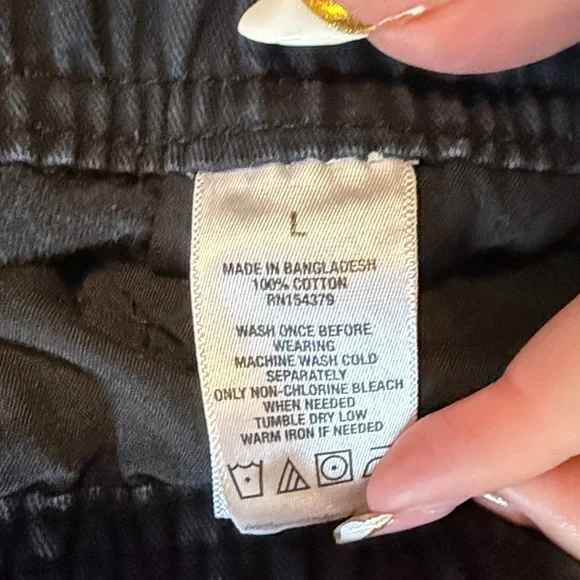 L
MADE IN BANGLADESH
100% COTTON
RN154379
WASH ONCE BEFORE
WEARING
MACHINE WASH COLD
SEPARATELY
ONLY NON-CHLORINE BLEACH
WHEN NEEDED
TUMBLE DRY LOW
WARM IRON IF NEEDED